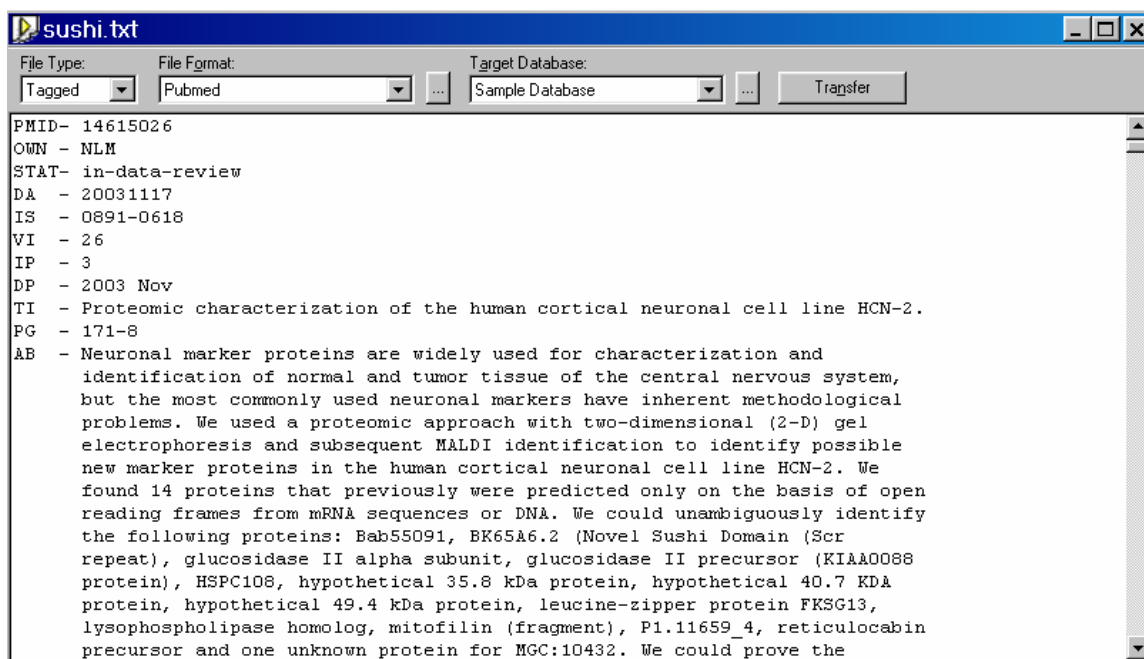 sushi.txt
File Type: File Format: Target Database:
Tagged Pubmed ... Sample Database ... Transfer
PMID- 14615026
OWN - NLM
STAT- in-data-review
DA  - 20031117
IS  - 0891-0618
VI  - 26
IP  - 3
DP  - 2003 Nov
TI  - Proteomic characterization of the human cortical neuronal cell line HCN-2.
PG  - 171-8
AB  - Neuronal marker proteins are widely used for characterization and
identification of normal and tumor tissue of the central nervous system,
but the most commonly used neuronal markers have inherent methodological
problems. We used a proteomic approach with two-dimensional (2-D) gel
electrophoresis and subsequent MALDI identification to identify possible
new marker proteins in the human cortical neuronal cell line HCN-2. We
found 14 proteins that previously were predicted only on the basis of open
reading frames from mRNA sequences or DNA. We could unambiguously identify
the following proteins: Bab55091, BK65A6.2 (Novel Sushi Domain (Scr
repeat), glucosidase II alpha subunit, glucosidase II precursor (KIAA0088
protein), HSPC108, hypothetical 35.8 kDa protein, hypothetical 40.7 KDA
protein, hypothetical 49.4 kDa protein, leucine-zipper protein FKSG13,
lysophospholipase homolog, mitofilin (fragment), P1.11659_4, reticulocabin
precursor and one unknown protein for MGC:10432. We could prove the